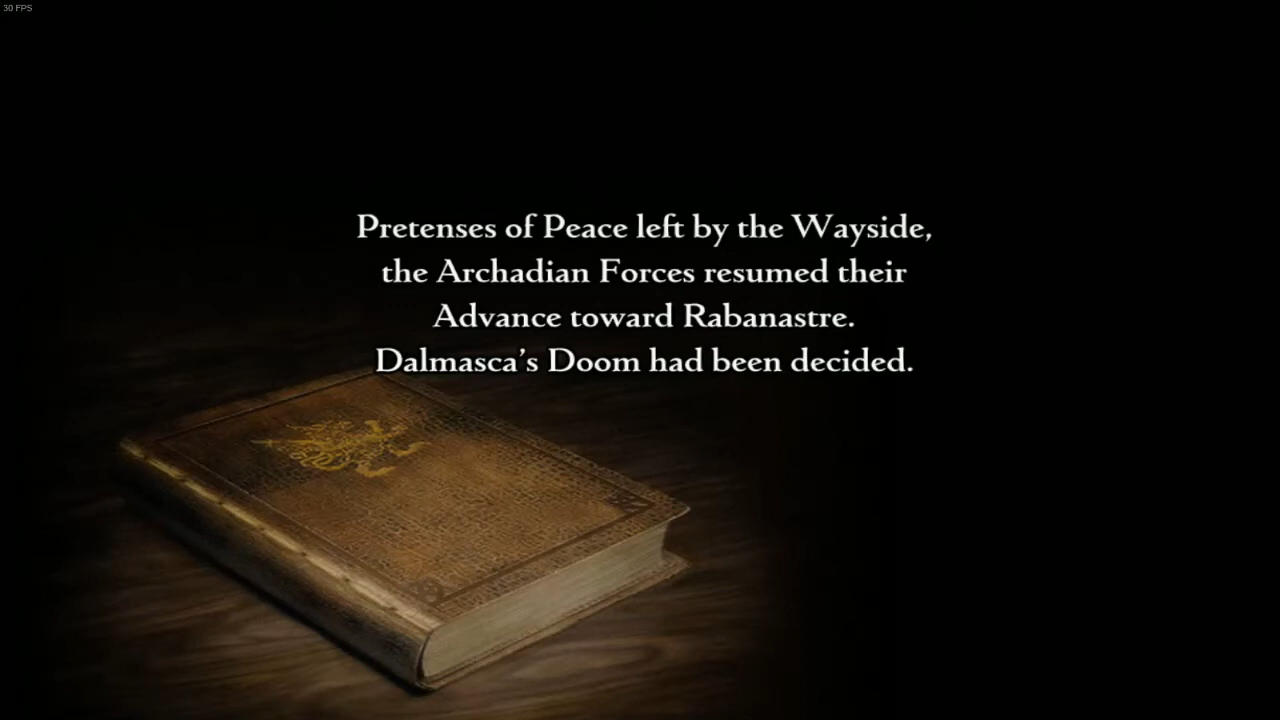 30 FPS
Pretenses of Peace left by the Wayside,
the Archadian Forces resumed their
Advance toward Rabanastre.
Dalmasca's Doom had been decided.